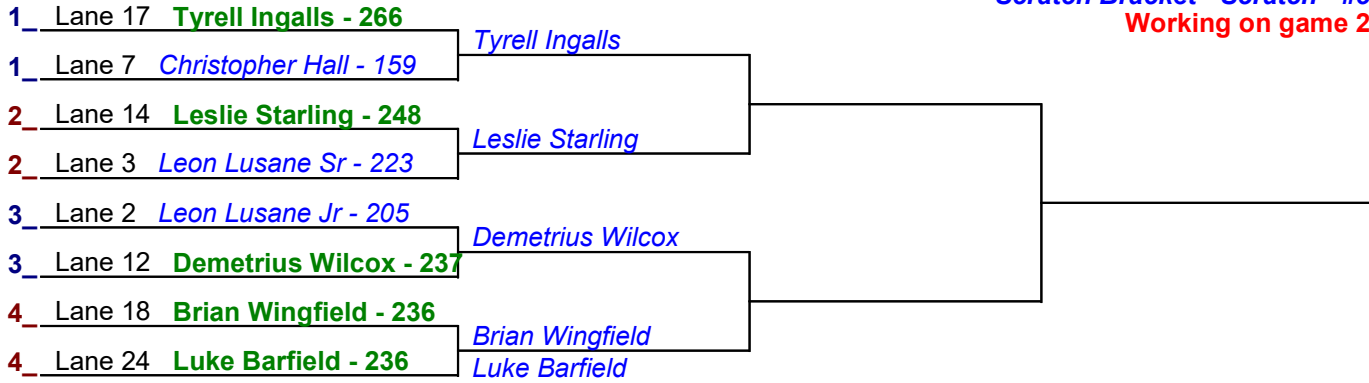 Working on game 2
1_ Lane 17 Tyrell Ingalls - 266
Tyrell Ingalls
1_ Lane 7 Christopher Hall - 159
2_ Lane 14 Leslie Starling - 248
Leslie Starling
2_ Lane 3 Leon Lusane Sr - 223
3_ Lane 2 Leon Lusane Jr - 205
Demetrius Wilcox
3_ Lane 12 Demetrius Wilcox - 237
4_ Lane 18 Brian Wingfield - 236
Brian Wingfield
4_ Lane 24 Luke Barfield - 236
Luke Barfield